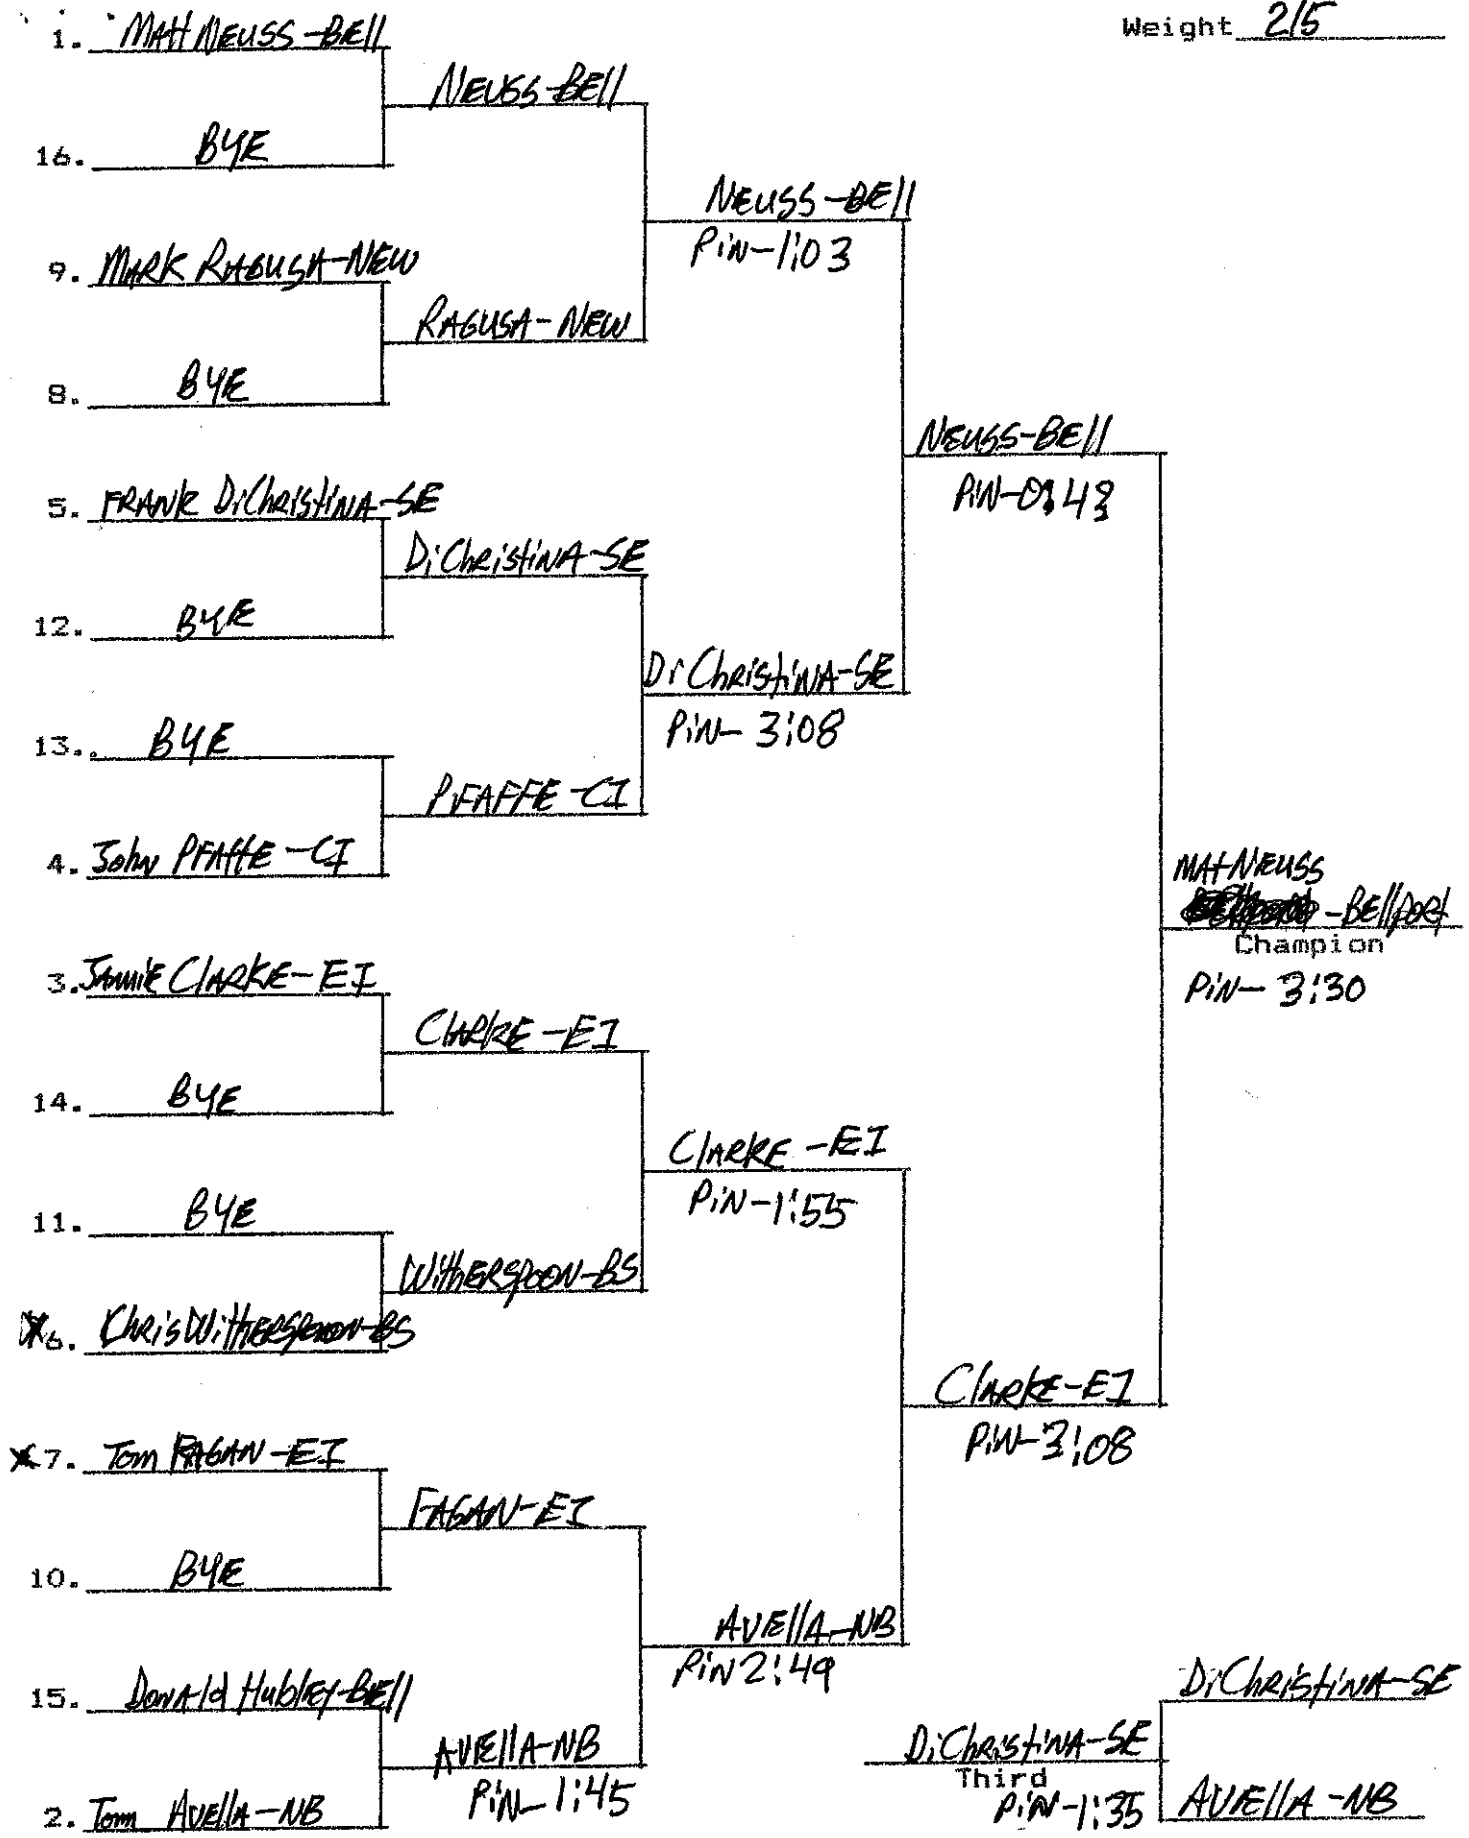 Weight 215
1. MAtt NEUSS - BEll
NEUSS-BEll
16. BYE
NEUSS-BEll
Pin-1:03
9. MARK RAGUSA-NEW
RAGUSA-NEW
8. BYE
NEUSS-BEll
5. FRANK DiChRistiNA-SE
DiChRistiNA-SE
12. BYE
DiChRistiNA-SE
PiN-3:08
13. BYE
PFAFFE-CI
4. John PFAffE-CI
MAt NEUSS
-BEllpoRt
Champion
PiN-3:30
3. JAmiE ClARKE-EI
ClARKE-EI
14. BYE
ClARKE-EI
PiN-1:55
11. BYE
WithERSpooN-BS
6. ChRis WithERSpooN-BS
ClARKE-EI
PiN-3:08
7. Tom FAGAN-EI
FAGAN-EI
10. BYE
AVEllA-NB
PiN 2:49
15. DonAld HublEy-BEll
DiChRistiNA-SE
AVEllA-NB
PiN-1:45
DiChRistiNA-SE
Third
PiN-1:35
2. Tom AVEllA-NB
AVEllA-NB